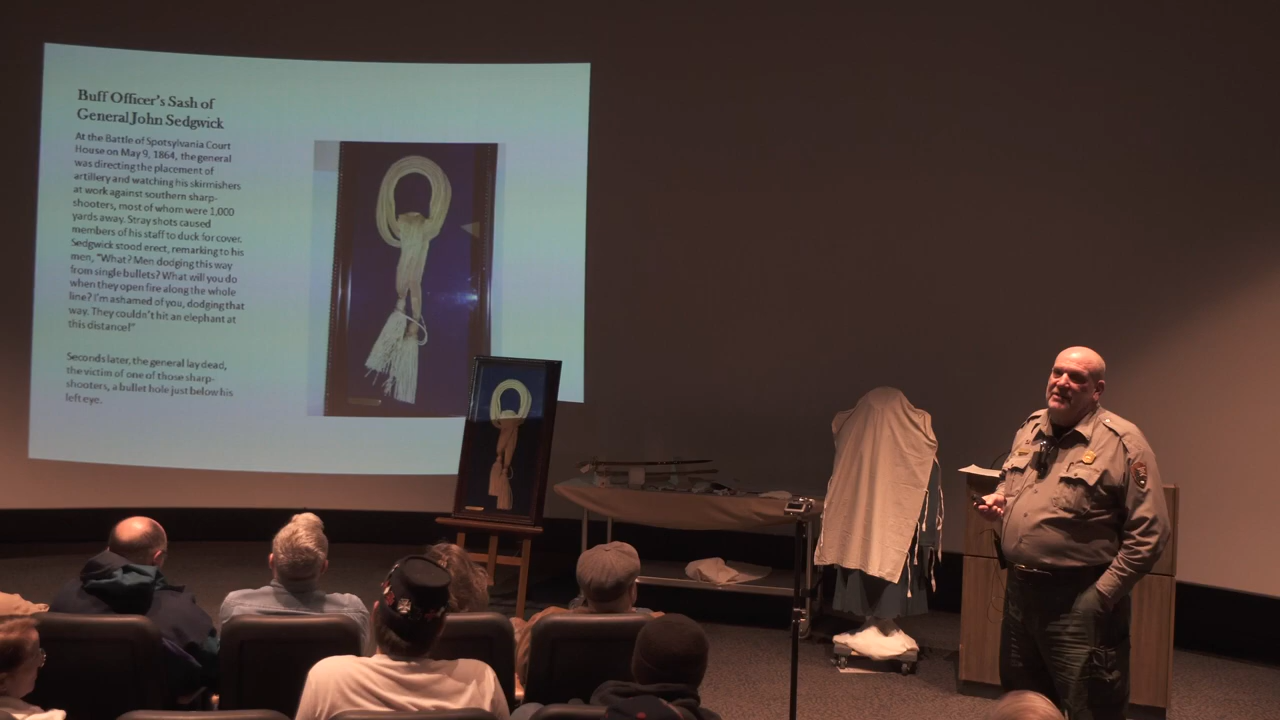 Buff Officer's Sash of
General John Sedgwick
At the Battle of Spotsylvania Court
House on May 9, 1864, the general
was directing the placement of
artillery and watching his skirmishers
at work against southern sharp-
shooters, most of whom were 1,000
yards away. Stray shots caused
members of his staff to duck for cover.
Sedgwick stood erect, remarking to his
men, "What? Men dodging this way
from single bullets? What will you do
when they open fire along the whole
line? I'm ashamed of you, dodging that
way. They couldn't hit an elephant at
this distance!"
Seconds later, the general lay dead,
the victim of one of those sharp-
shooters, a bullet hole just below his
left eye.